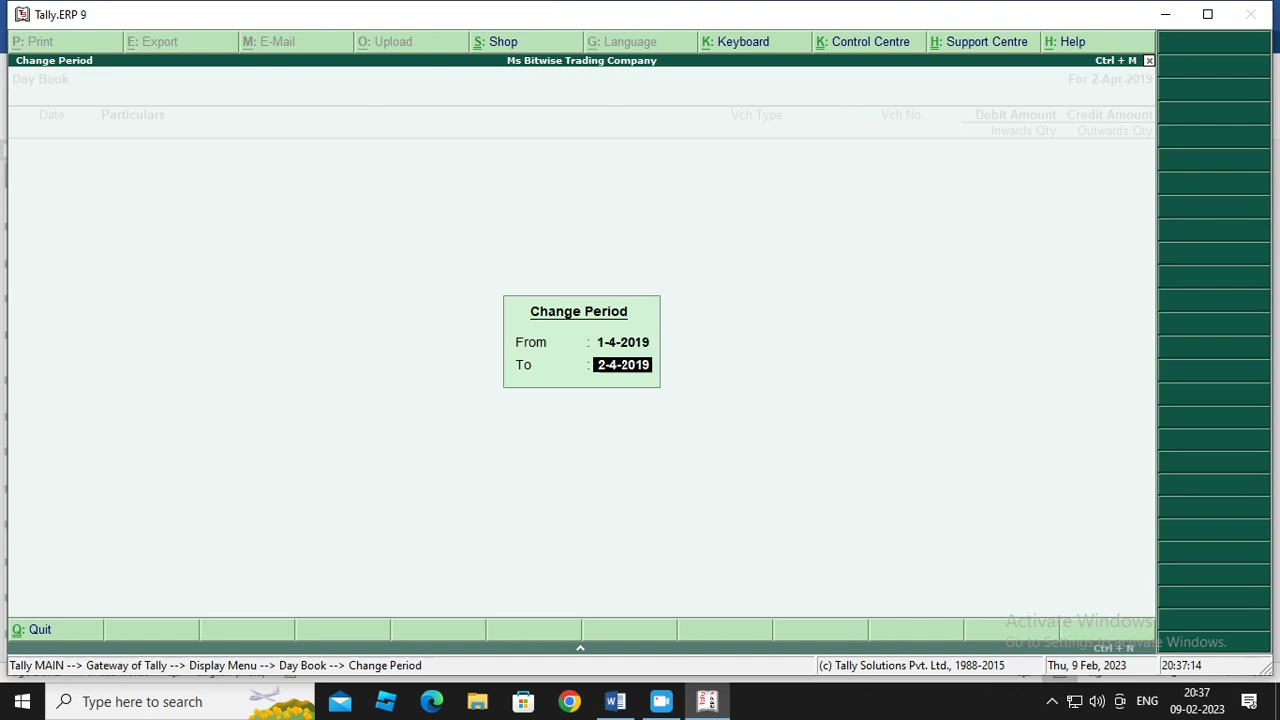 Tally.ERP 9
P: Print E: Export M: E-Mail O: Upload S: Shop G: Language K: Keyboard K: Control Centre H: Support Centre H: Help
Change Period Ms Bitwise Trading Company Ctrl + M
Day Book For 2-Apr-2019
Date Particulars Vch Type Vch No. Debit Amount Credit Amount
Inwards Qty Outwards Qty
Change Period
From : 1-4-2019
To : 2-4-2019
Activate Windows
Q: Quit
Go to Settings to activate Windows.
Ctrl + N
Tally MAIN --> Gateway of Tally --> Display Menu --> Day Book --> Change Period (c) Tally Solutions Pvt. Ltd., 1988-2015 Thu, 9 Feb, 2023 20:37:14
Type here to search ENG 20:37
09-02-2023